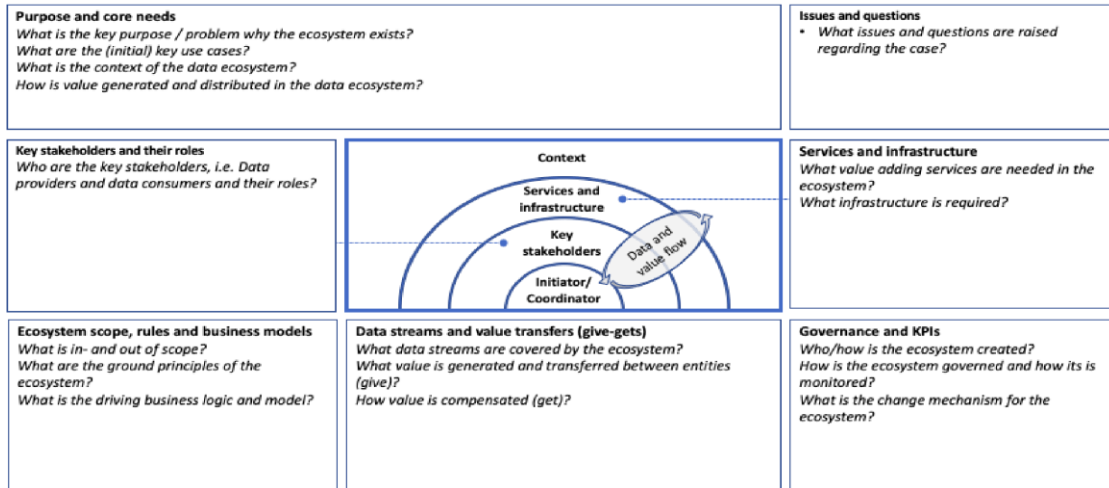 Purpose and core needs
What is the key purpose / problem why the ecosystem exists?
What are the (initial) key use cases?
What is the context of the data ecosystem?
How is value generated and distributed in the data ecosystem?
Issues and questions
• What issues and questions are raised
regarding the case?
Key stakeholders and their roles
Who are the key stakeholders, i.e. Data
providers and data consumers and their roles?
Context
Services and
infrastructure
Key
stakeholders
Initiator/
Coordinator
Data and
value flow
Services and infrastructure
What value adding services are needed in the
ecosystem?
What infrastructure is required?
Ecosystem scope, rules and business models
What is in- and out of scope?
What are the ground principles of the
ecosystem?
What is the driving business logic and model?
Data streams and value transfers (give-gets)
What data streams are covered by the ecosystem?
What value is generated and transferred between entities
(give)?
How value is compensated (get)?
Governance and KPIs
Who/how is the ecosystem created?
How is the ecosystem governed and how its is
monitored?
What is the change mechanism for the
ecosystem?